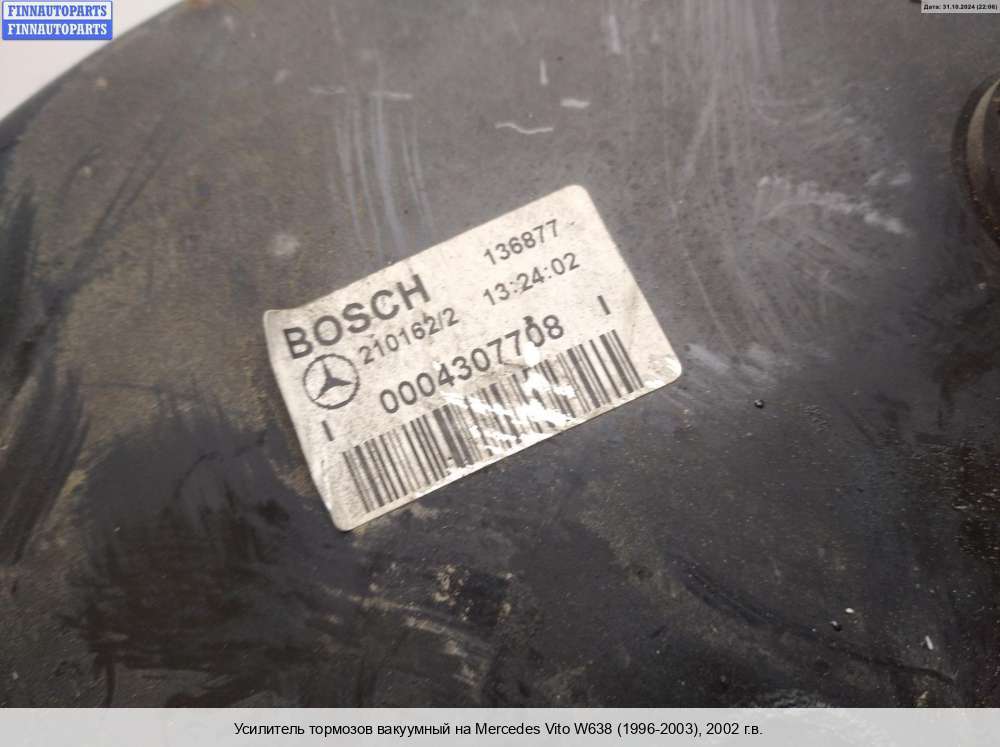 FINNAUTOPARTS
FINNAUTOPARTS
Дата: 31.10.2024 (22:06)
BOSCH 136877
210162/2 13:24:02
0004307708
Усилитель тормозов вакуумный на Mercedes Vito W638 (1996-2003), 2002 г.в.